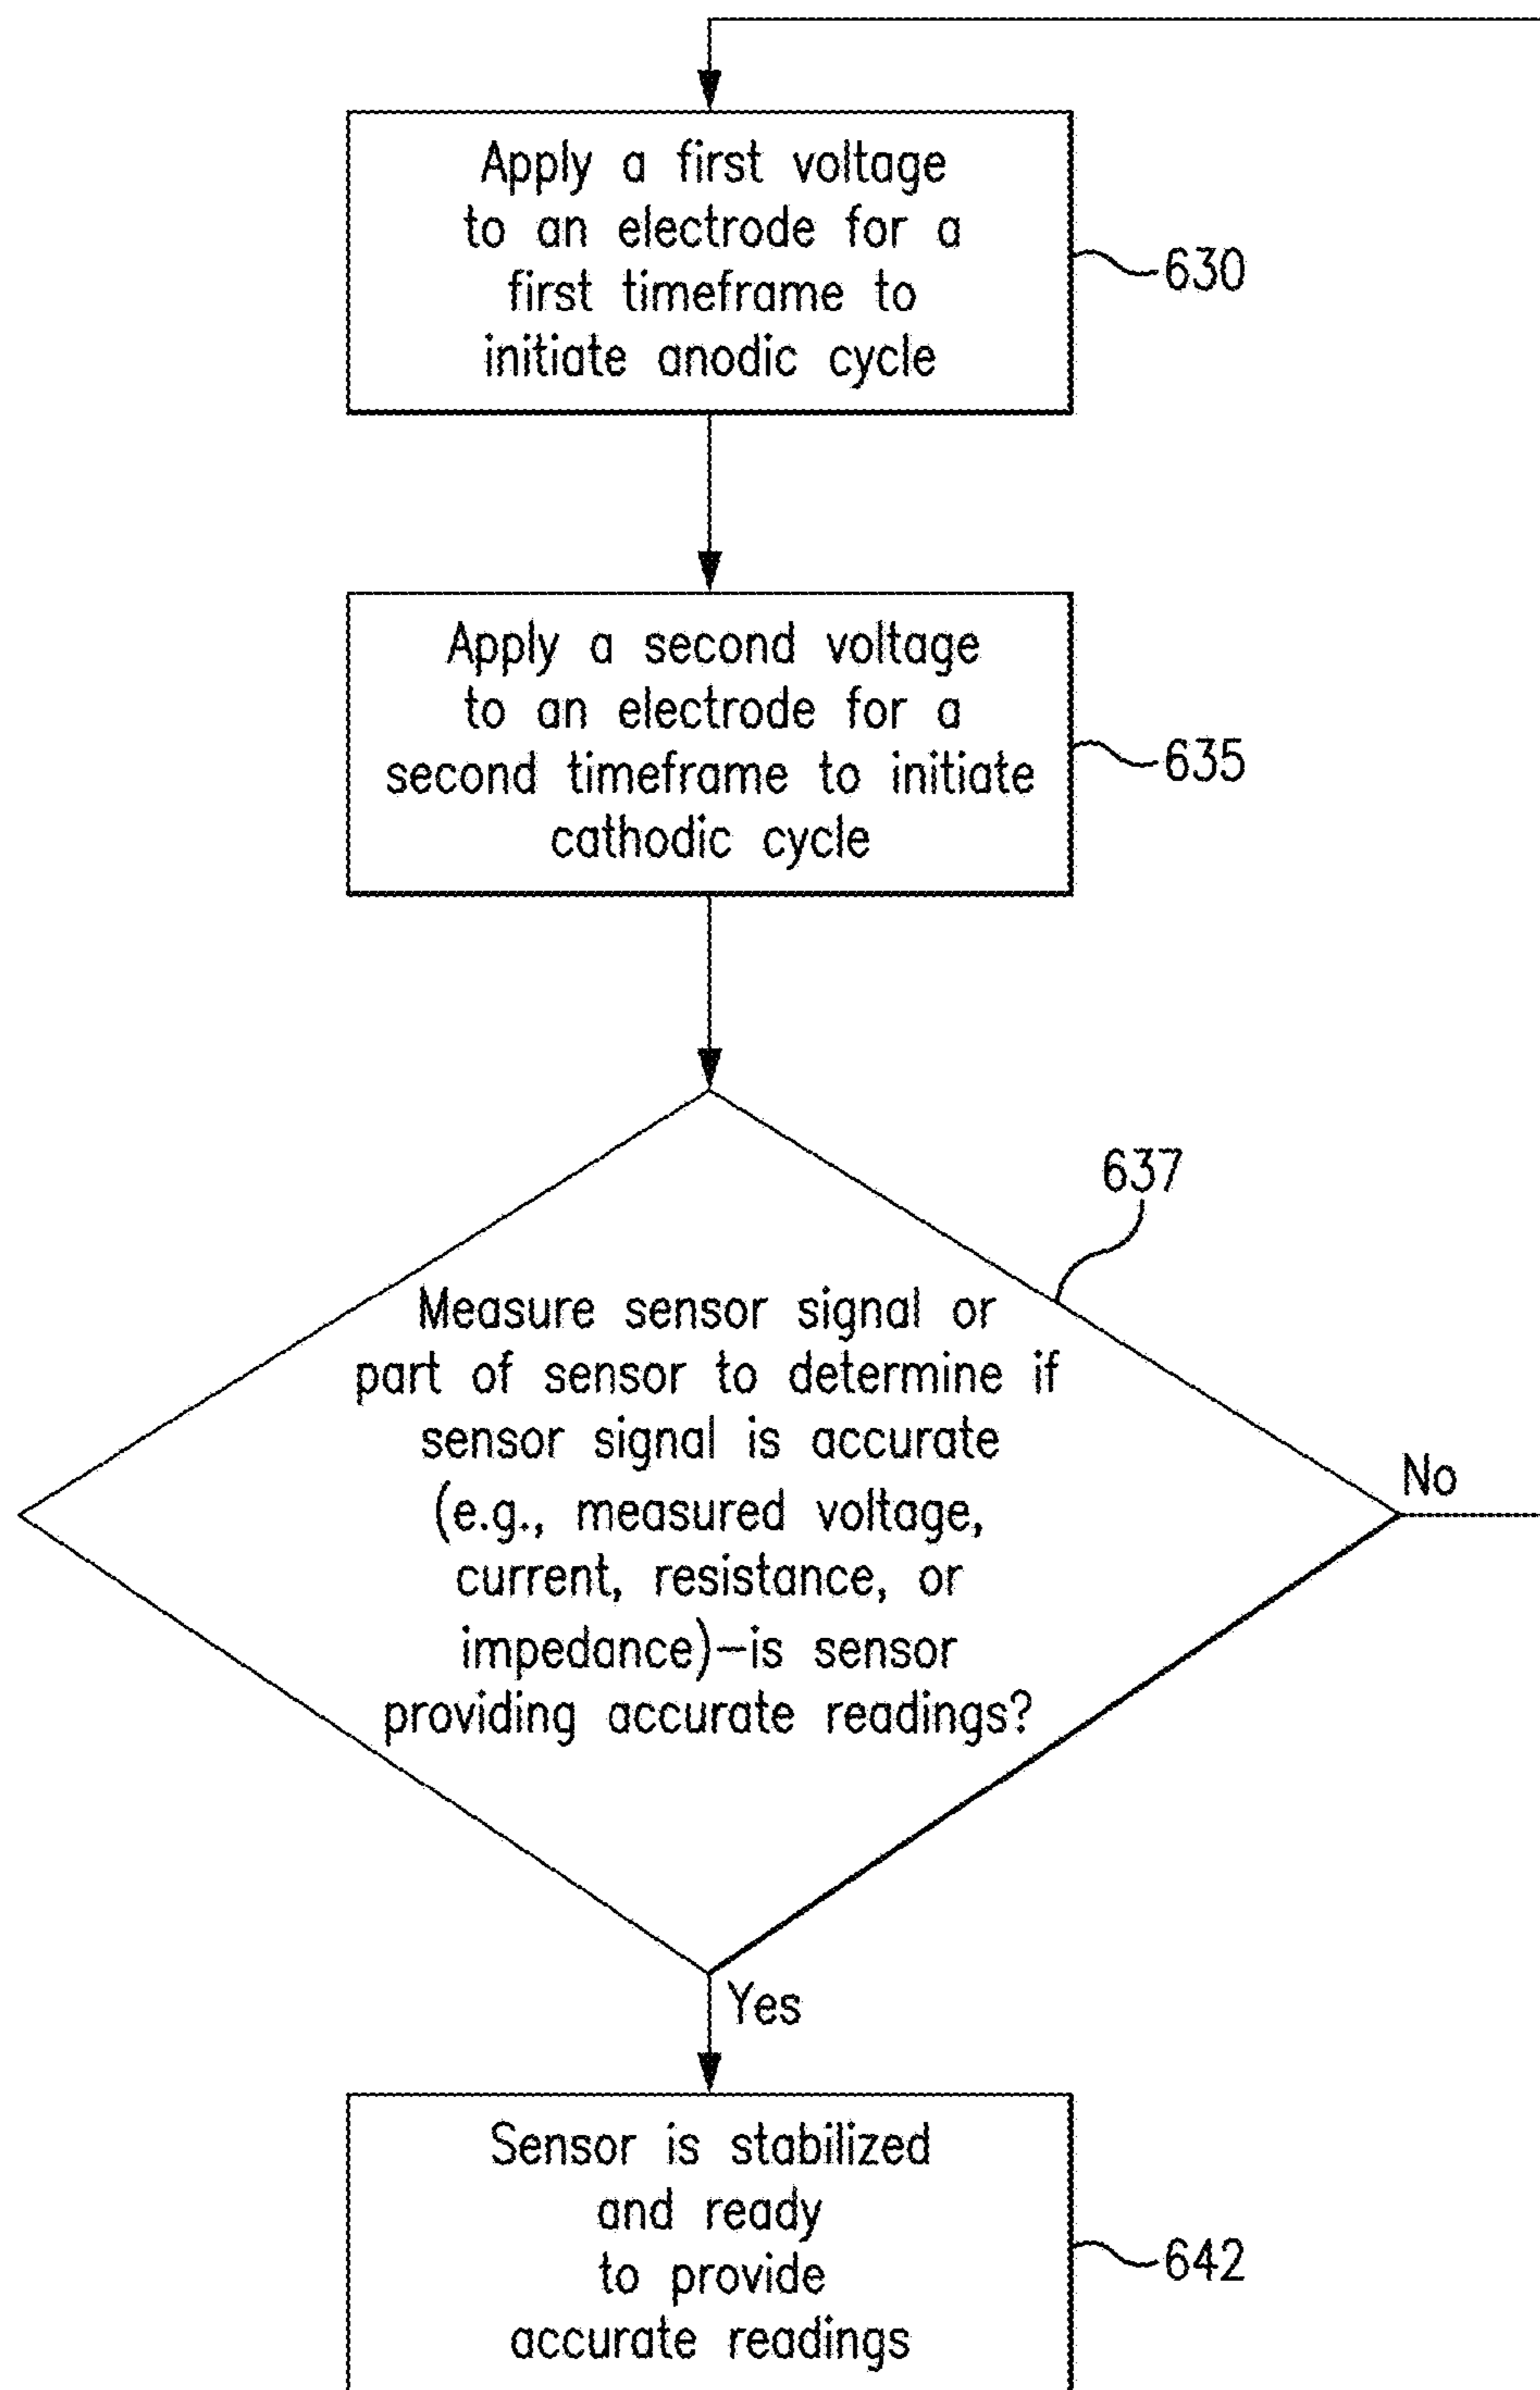 Apply a first voltage
to an electrode for a
first timeframe to
initiate anodic cycle
630
Apply a second voltage
to an electrode for a
second timeframe to initiate
cathodic cycle
635
637
Measure sensor signal or
part of sensor to determine if
sensor signal is accurate
(e.g., measured voltage,
current, resistance, or
impedance)–is sensor
providing accurate readings?
No
Yes
Sensor is stabilized
and ready
to provide
accurate readings
642